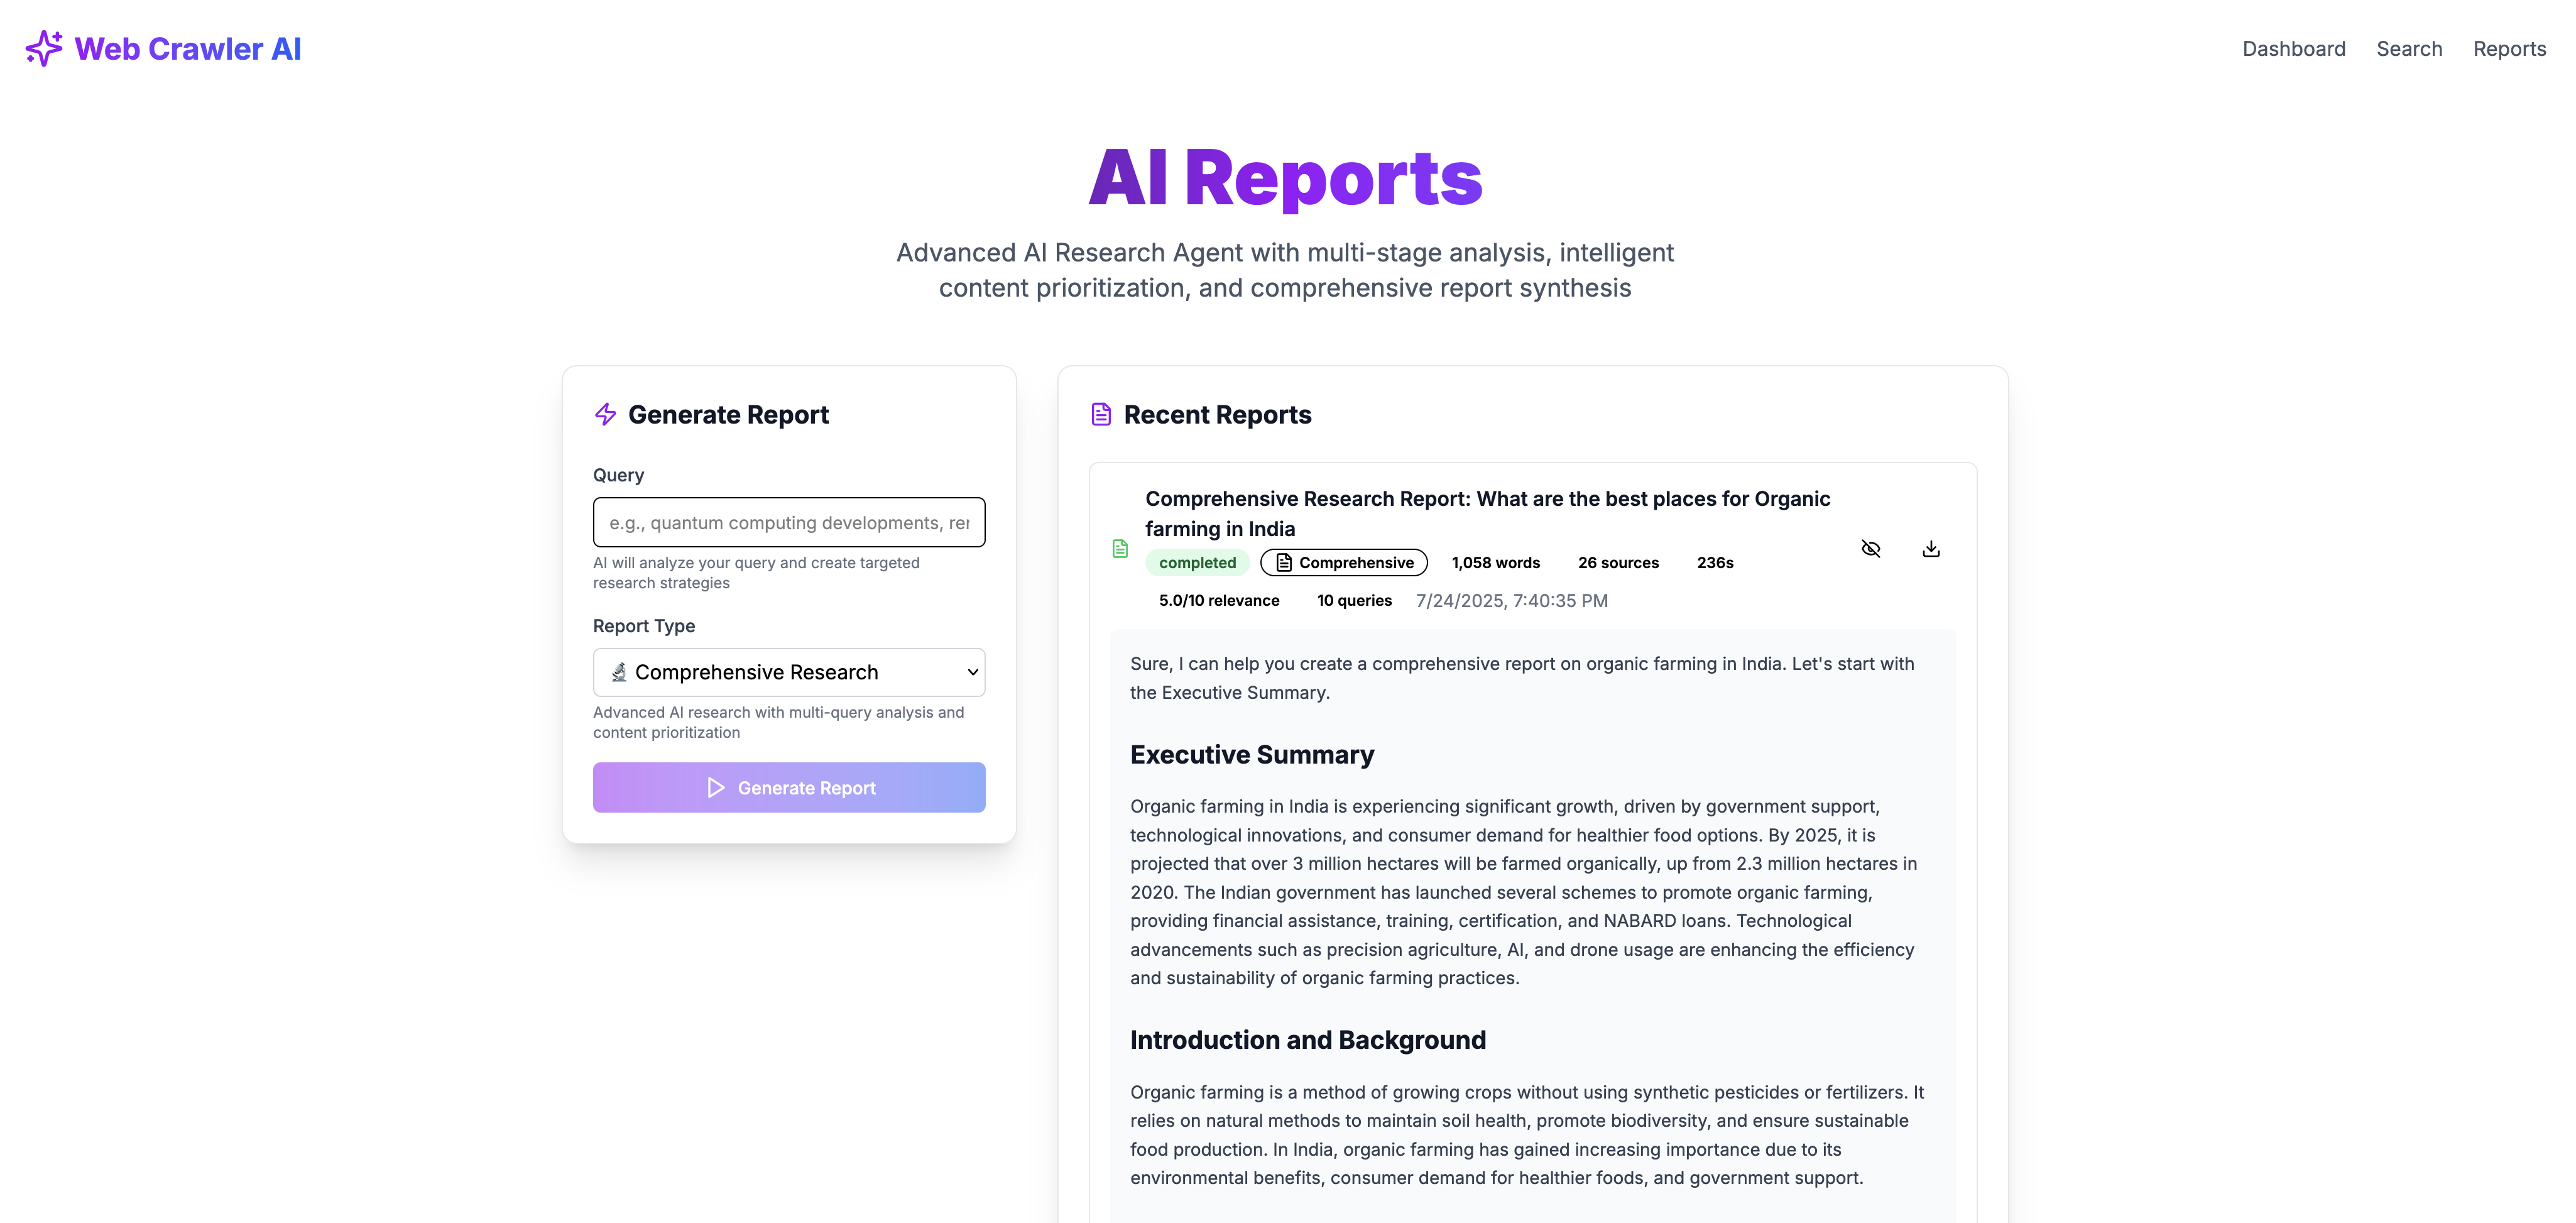 Web Crawler AI
Dashboard
Search
Reports
AI Reports
Advanced AI Research Agent with multi-stage analysis, intelligent
content prioritization, and comprehensive report synthesis
Generate Report
Query
e.g., quantum computing developments, rer
AI will analyze your query and create targeted
research strategies
Report Type
Comprehensive Research
Advanced AI research with multi-query analysis and
content prioritization
Generate Report
Recent Reports
Comprehensive Research Report: What are the best places for Organic
farming in India
completed
Comprehensive
1,058 words
26 sources
236s
5.0/10 relevance
10 queries
7/24/2025, 7:40:35 PM
Sure, I can help you create a comprehensive report on organic farming in India. Let's start with
the Executive Summary.
Executive Summary
Organic farming in India is experiencing significant growth, driven by government support,
technological innovations, and consumer demand for healthier food options. By 2025, it is
projected that over 3 million hectares will be farmed organically, up from 2.3 million hectares in
2020. The Indian government has launched several schemes to promote organic farming,
providing financial assistance, training, certification, and NABARD loans. Technological
advancements such as precision agriculture, AI, and drone usage are enhancing the efficiency
and sustainability of organic farming practices.
Introduction and Background
Organic farming is a method of growing crops without using synthetic pesticides or fertilizers. It
relies on natural methods to maintain soil health, promote biodiversity, and ensure sustainable
food production. In India, organic farming has gained increasing importance due to its
environmental benefits, consumer demand for healthier foods, and government support.